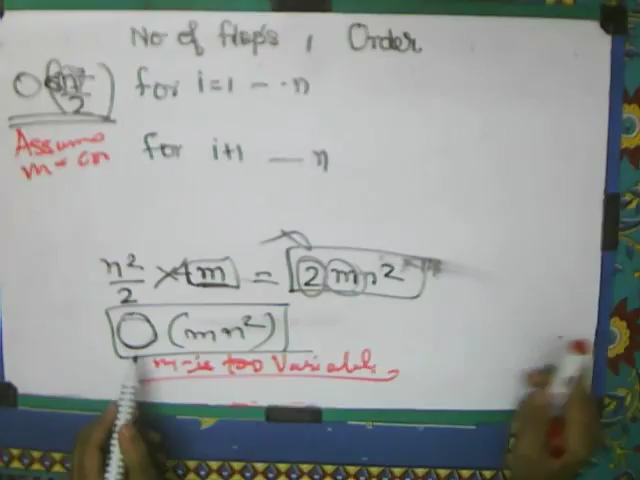 No of flop's , Order
O( n²/2 ) for i=1 -- n
Assume
m = cn
for i+1 — n
n²/2 × 4m = 2mn²
O(mn²)
m-is too Variable